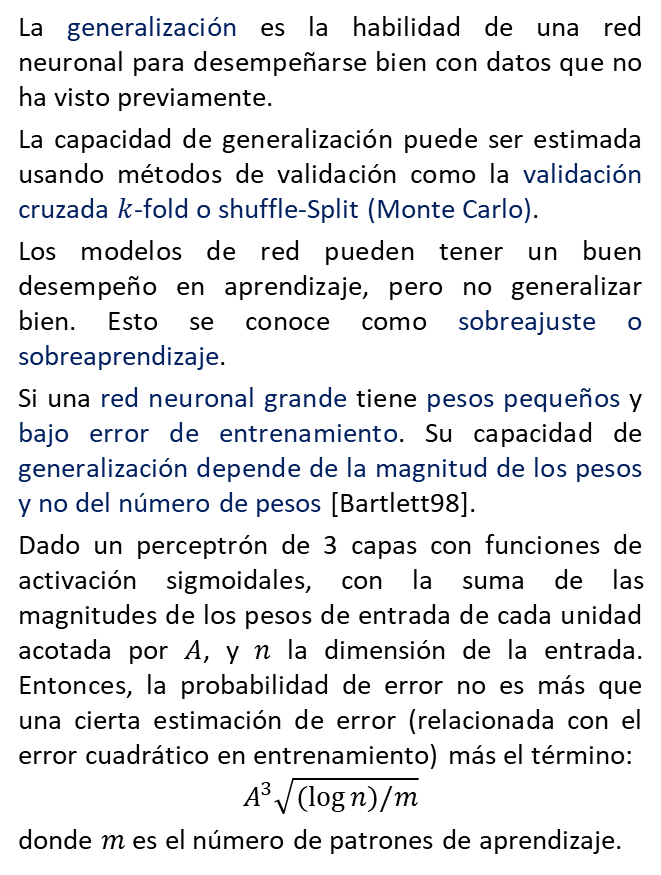 La generalización es la habilidad de una red
neuronal para desempeñarse bien con datos que no
ha visto previamente.
La capacidad de generalización puede ser estimada
usando métodos de validación como la validación
cruzada k-fold o shuffle-Split (Monte Carlo).
Los modelos de red pueden tener un buen
desempeño en aprendizaje, pero no generalizar
bien. Esto se conoce como sobreajuste o
sobreaprendizaje.
Si una red neuronal grande tiene pesos pequeños y
bajo error de entrenamiento. Su capacidad de
generalización depende de la magnitud de los pesos
y no del número de pesos [Bartlett98].
Dado un perceptrón de 3 capas con funciones de
activación sigmoidales, con la suma de las
magnitudes de los pesos de entrada de cada unidad
acotada por A, y n la dimensión de la entrada.
Entonces, la probabilidad de error no es más que
una cierta estimación de error (relacionada con el
error cuadrático en entrenamiento) más el término:
A³√(log n)/m
donde m es el número de patrones de aprendizaje.